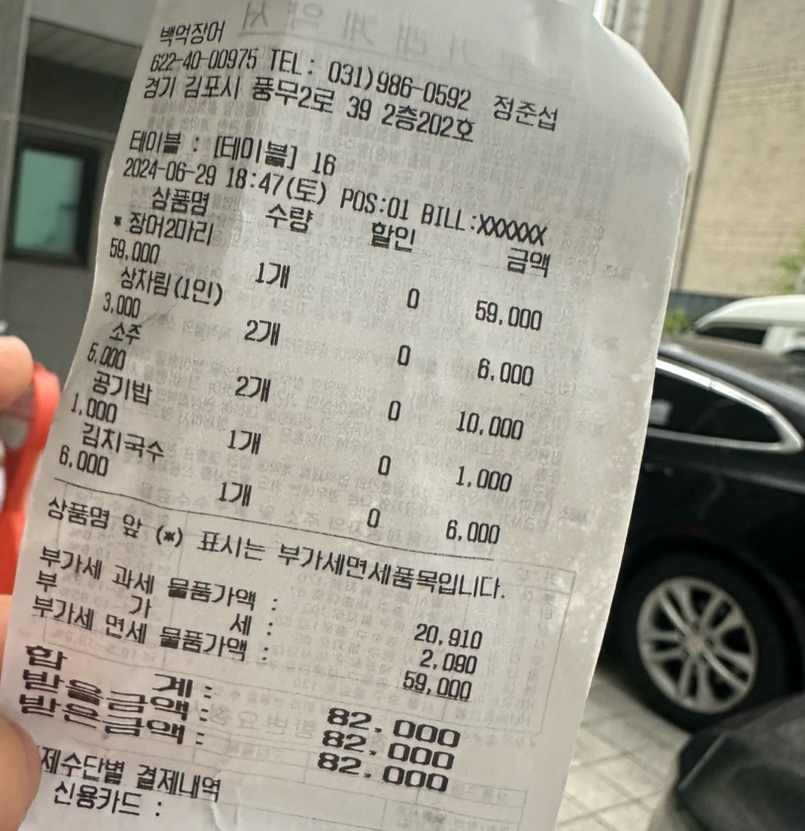 백억장어
622-40-00975 TEL: 031)986-0592 정준섭
경기 김포시 풍무2로 39 2층202호
테이블 : [테이블] 16
2024-06-29 18:47(토) POS:01 BILL:XXXXXX
상품명 수량 할인 금액
* 장어2마리
59,000 1개 0 59,000
상차림(1인)
3,000 2개 0 6,000
소주
5,000 2개 0 10,000
공기밥
1,000 1개 0 1,000
김치국수
6,000 1개 0 6,000
상품명 앞 (*) 표시는 부가세면세품목입니다.
부가세 과세 물품가액 : 20,910
부 가 세 : 2,090
부가세 면세 물품가액 : 59,000
합 계: 82,000
받을금액: 82,000
받은금액: 82,000
제수단별 결제내역
신용카드 :